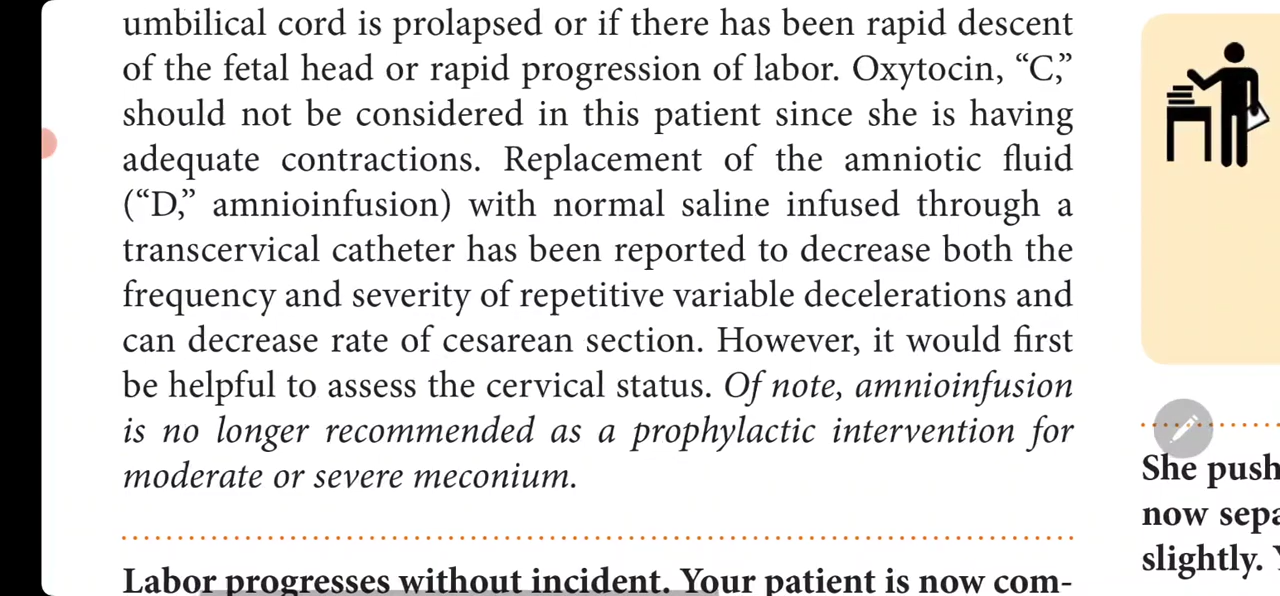 umbilical cord is prolapsed or if there has been rapid descent
of the fetal head or rapid progression of labor. Oxytocin, “C,”
should not be considered in this patient since she is having
adequate contractions. Replacement of the amniotic fluid
(“D,” amnioinfusion) with normal saline infused through a
transcervical catheter has been reported to decrease both the
frequency and severity of repetitive variable decelerations and
can decrease rate of cesarean section. However, it would first
be helpful to assess the cervical status. Of note, amnioinfusion
is no longer recommended as a prophylactic intervention for
moderate or severe meconium.
Labor progresses without incident. Your patient is now com-
She push
now sepa
slightly.